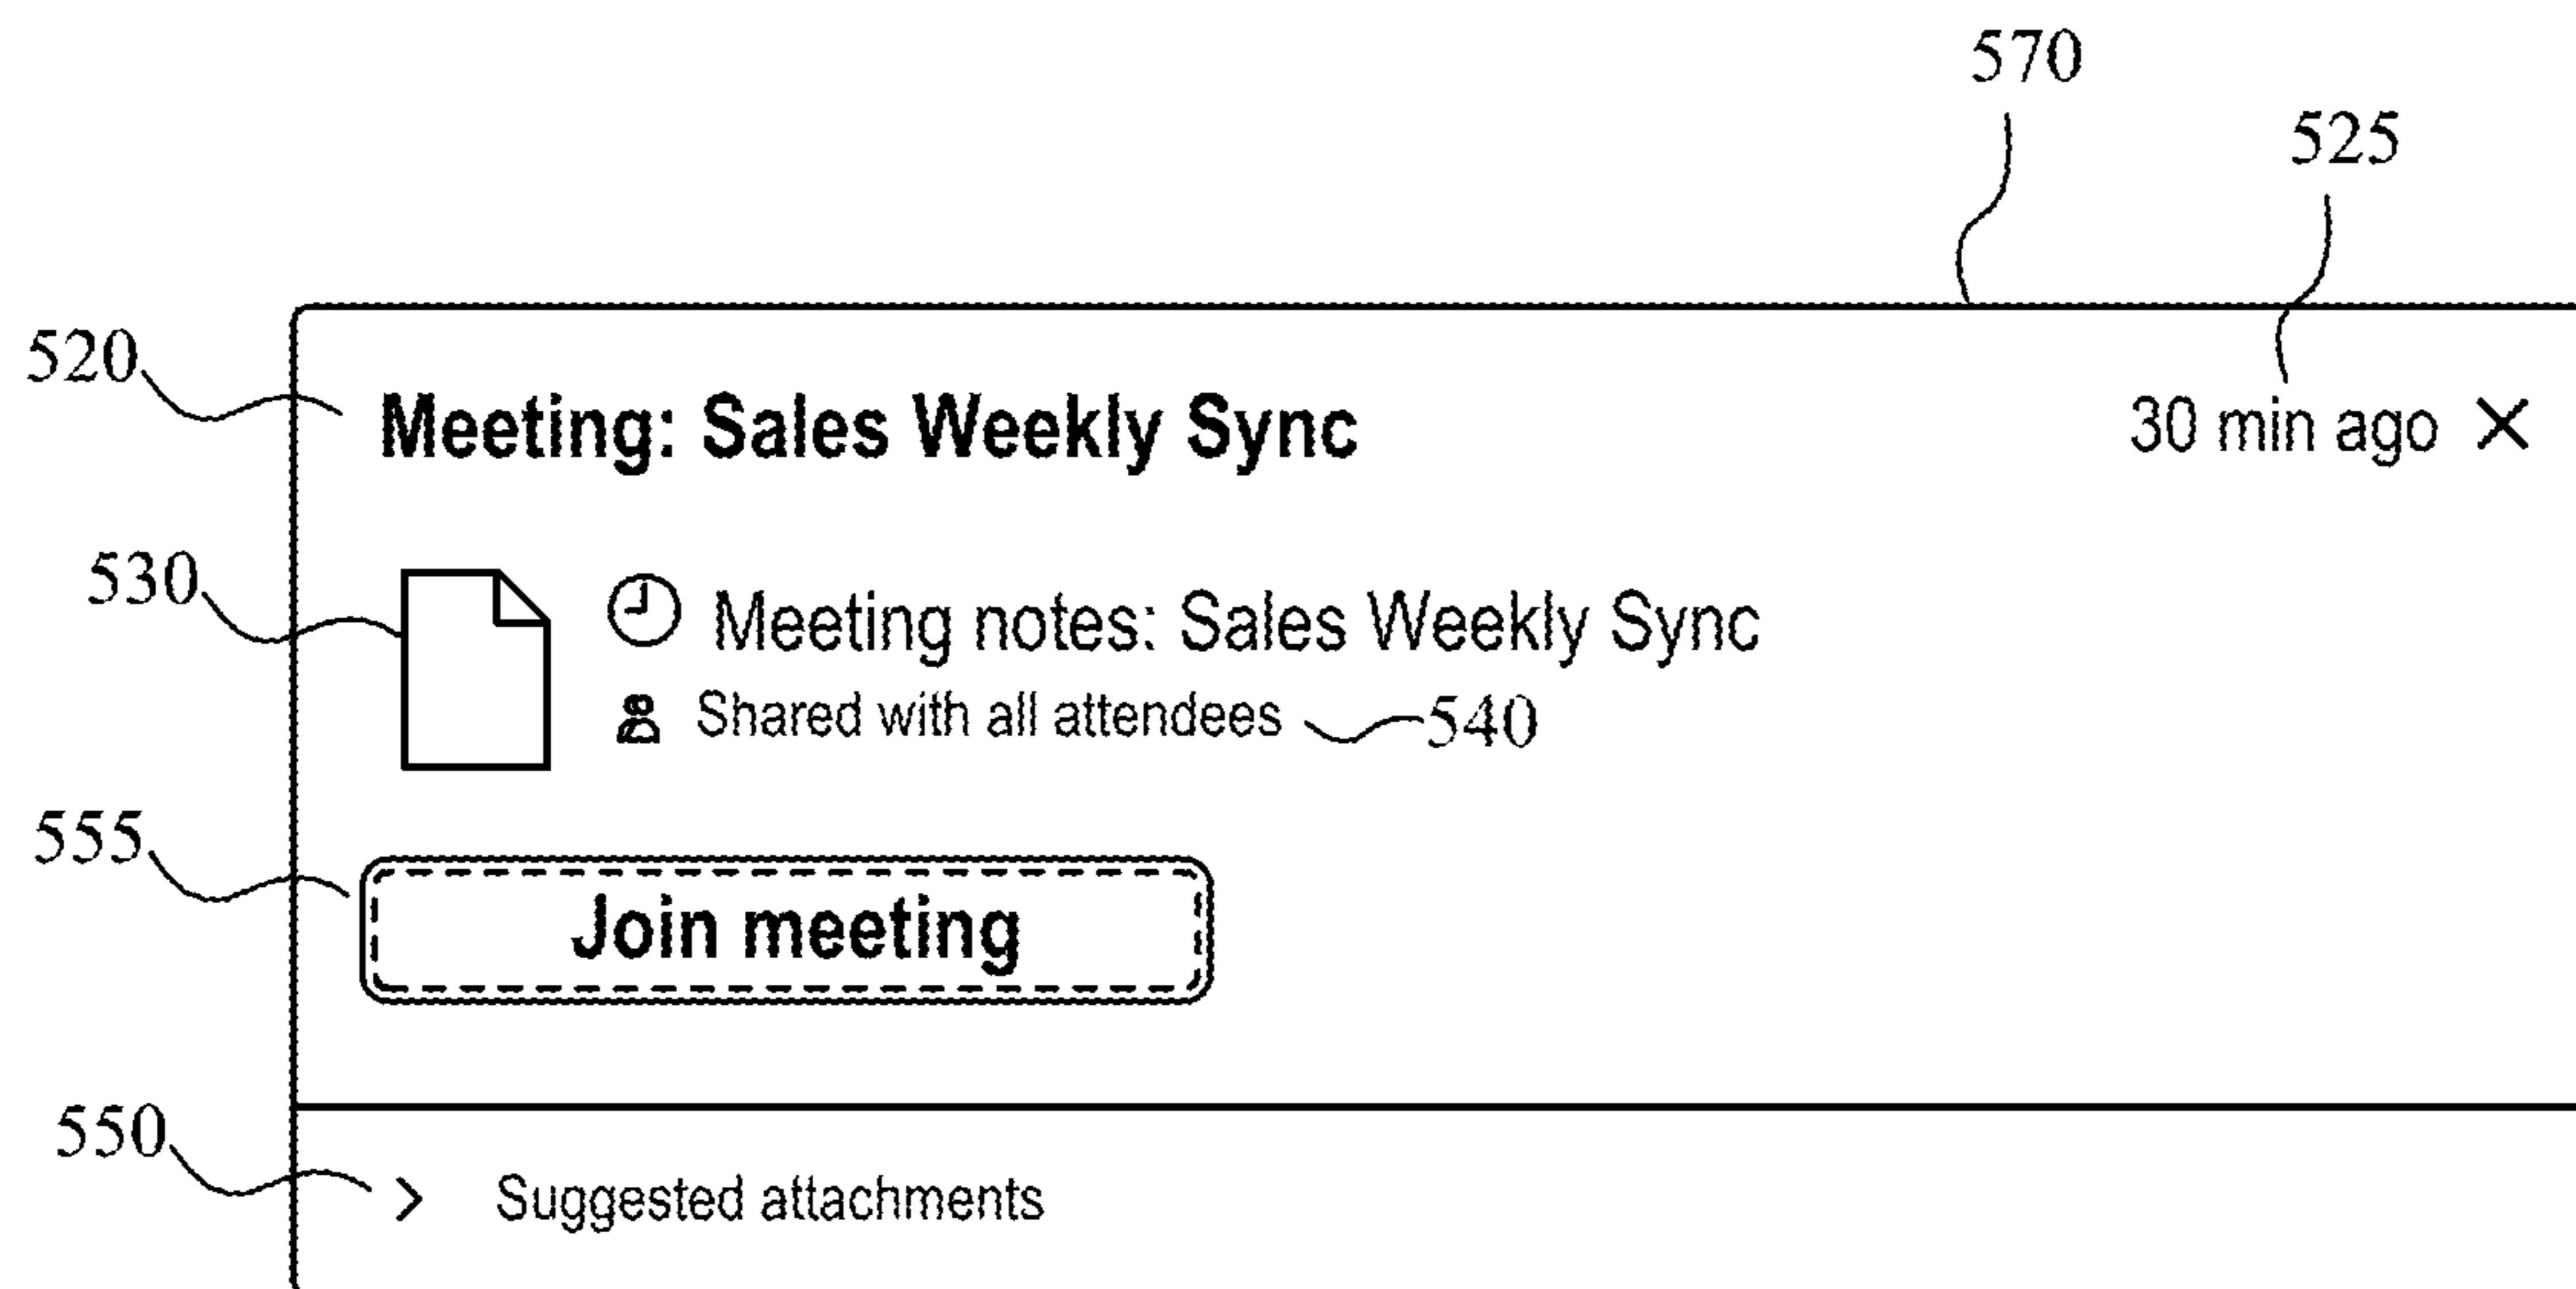 570
525
520
Meeting: Sales Weekly Sync
30 min ago
530
Meeting notes: Sales Weekly Sync
Shared with all attendees
540
555
Join meeting
550
Suggested attachments